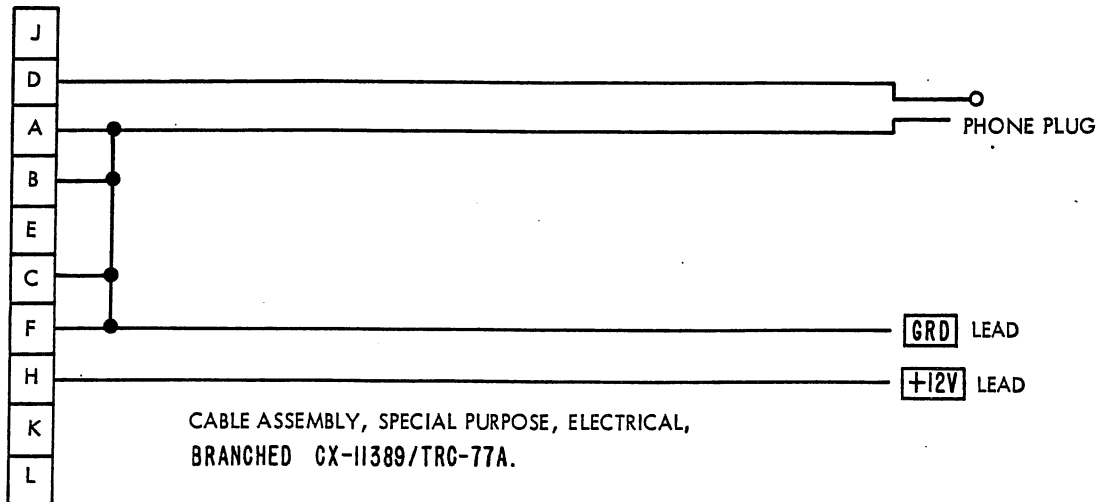 J
D
A
PHONE PLUG
B
E
C
F
GRD LEAD
H
+12V LEAD
K
CABLE ASSEMBLY, SPECIAL PURPOSE, ELECTRICAL,
BRANCHED CX-11389/TRC-77A.
L